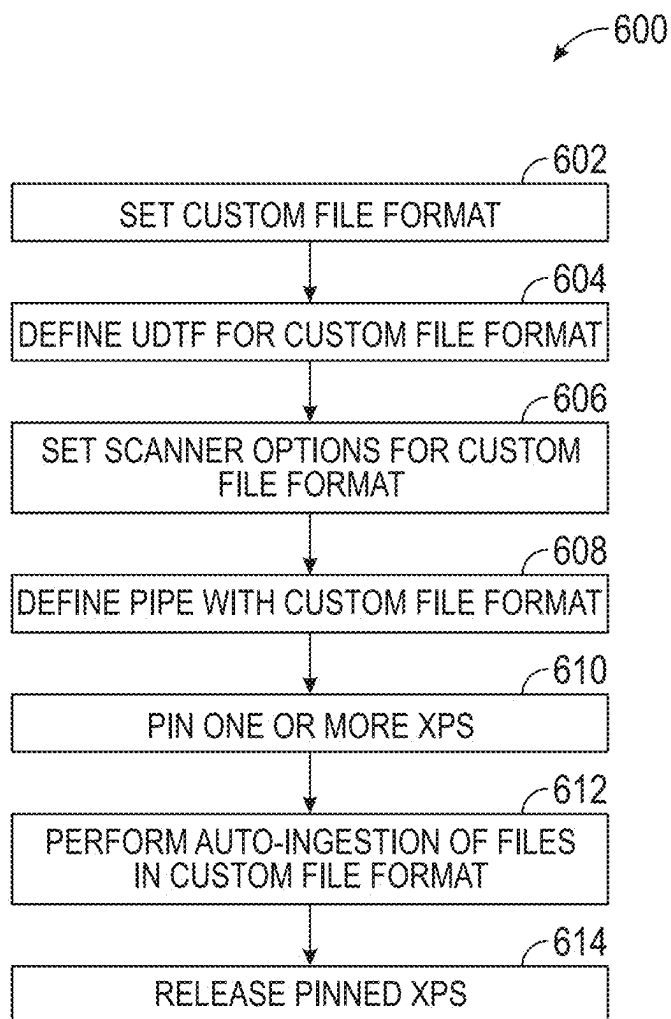 600
602
SET CUSTOM FILE FORMAT
604
DEFINE UDTF FOR CUSTOM FILE FORMAT
606
SET SCANNER OPTIONS FOR CUSTOM
FILE FORMAT
608
DEFINE PIPE WITH CUSTOM FILE FORMAT
610
PIN ONE OR MORE XPS
612
PERFORM AUTO-INGESTION OF FILES
IN CUSTOM FILE FORMAT
614
RELEASE PINNED XPS